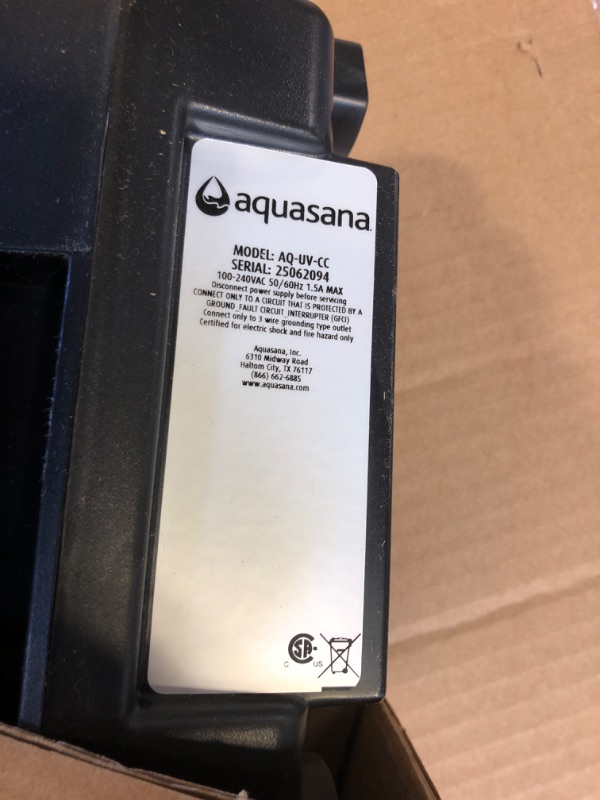 aquasana
MODEL: AQ-UV-CC
SERIAL: 25062094
100-240VAC 50/60Hz 1.5A MAX
Disconnect power supply before servicing
CONNECT ONLY TO A CIRCUIT THAT IS PROTECTED BY A
GROUND FAULT CIRCUIT INTERRUPTER (GFCI)
Connect only to 3 wire grounding type outlet
Certified for electric shock and fire hazard only
Aquasana, Inc.
6310 Midway Road
Haltom City, TX 76117
(866) 662-6885
www.aquasana.com
C SA US